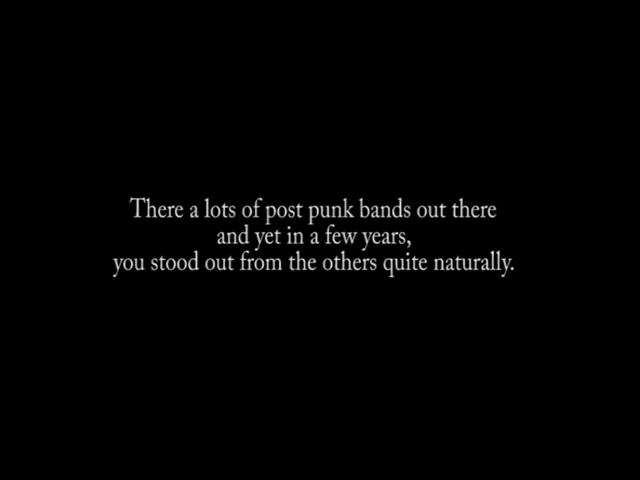 There a lots of post punk bands out there
and yet in a few years,
you stood out from the others quite naturally.